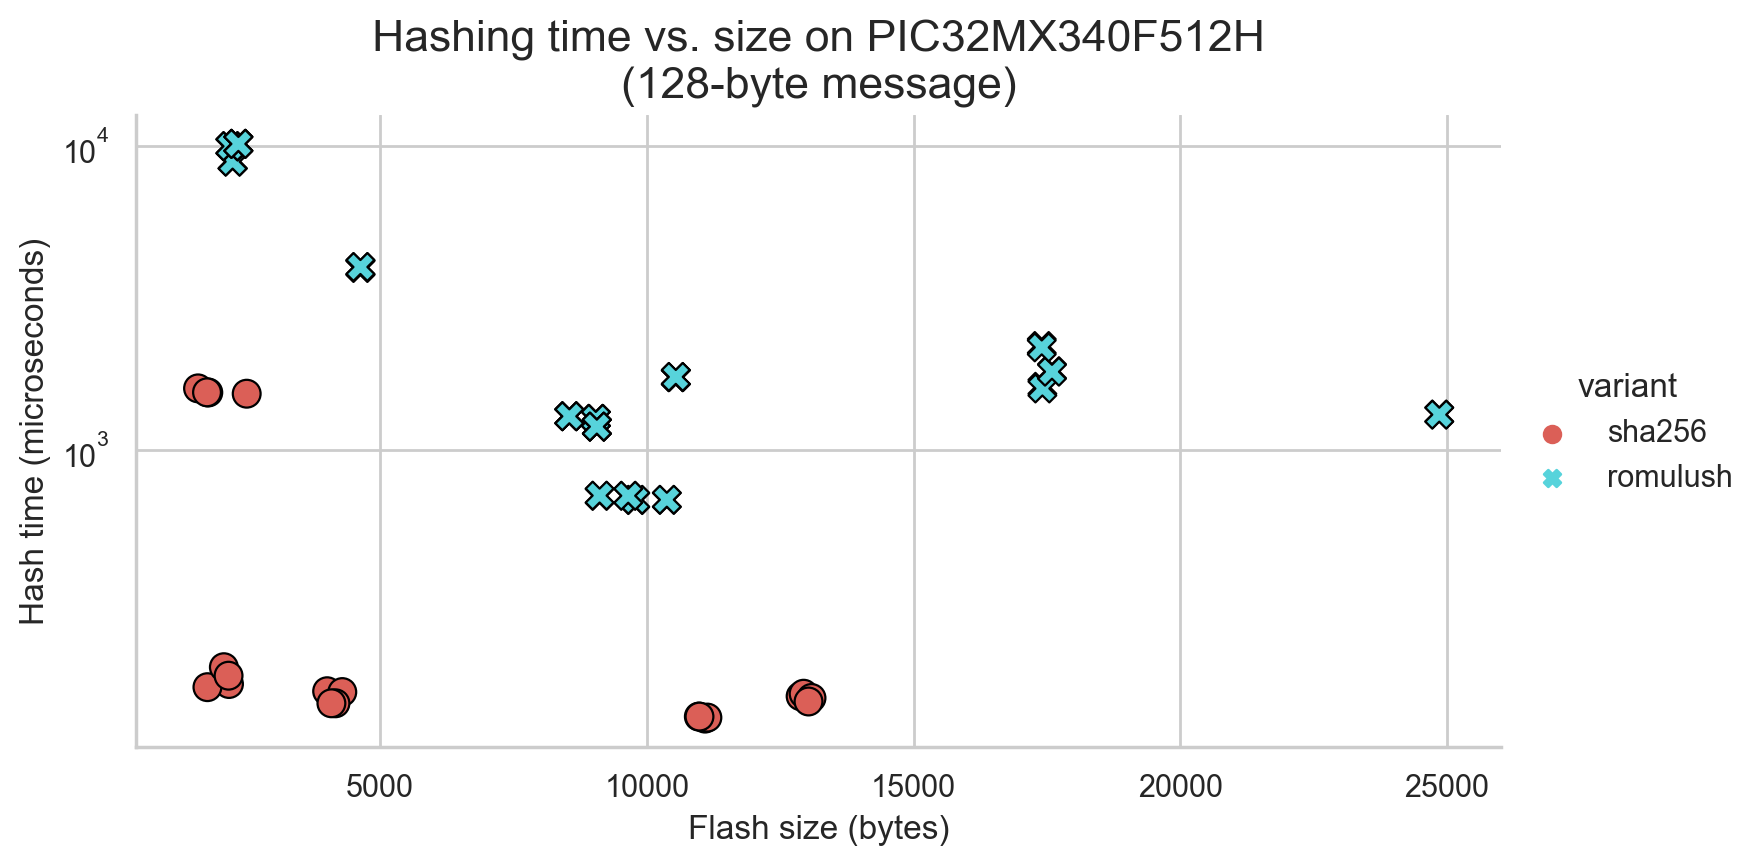 Hashing time vs. size on PIC32MX340F512H
(128-byte message)
10^4
10^3
Hash time (microseconds)
5000 10000 15000 20000 25000
Flash size (bytes)
variant
sha256
romulush